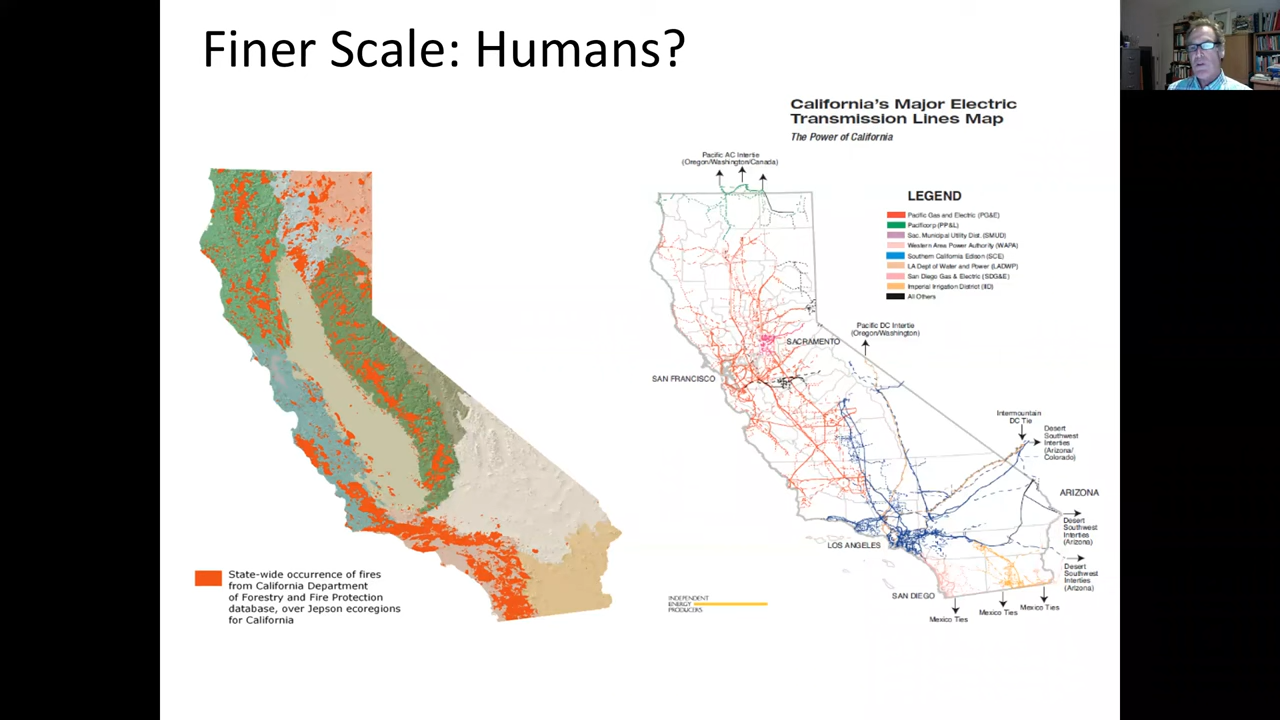 Finer Scale: Humans?
California's Major Electric
Transmission Lines Map
The Power of California
Pacific AC Intertie
(Oregon/Washington/Canada)
LEGEND
Pacific Gas and Electric (PG&E)
Pacificorp (PP&L)
Sac. Municipal Utility Dist. (SMUD)
Western Area Power Authority (WAPA)
Southern California Edison (SCE)
LA Dept of Water and Power (LADWP)
San Diego Gas & Electric (SDG&E)
Imperial Irrigation District (IID)
All Others
Pacific DC Intertie
(Oregon/Washington)
SACRAMENTO
SAN FRANCISCO
Intermountain
DC Tie
Desert
Southwest
Interties
(Arizona/
Colorado)
ARIZONA
Desert
Southwest
Interties
(Arizona)
LOS ANGELES
Desert
Southwest
Interties
(Arizona)
SAN DIEGO
Mexico Ties
Mexico Ties
Mexico Ties
INDEPENDENT
ENERGY
PRODUCERS
State-wide occurrence of fires
from California Department
of Forestry and Fire Protection
database, over Jepson ecoregions
for California